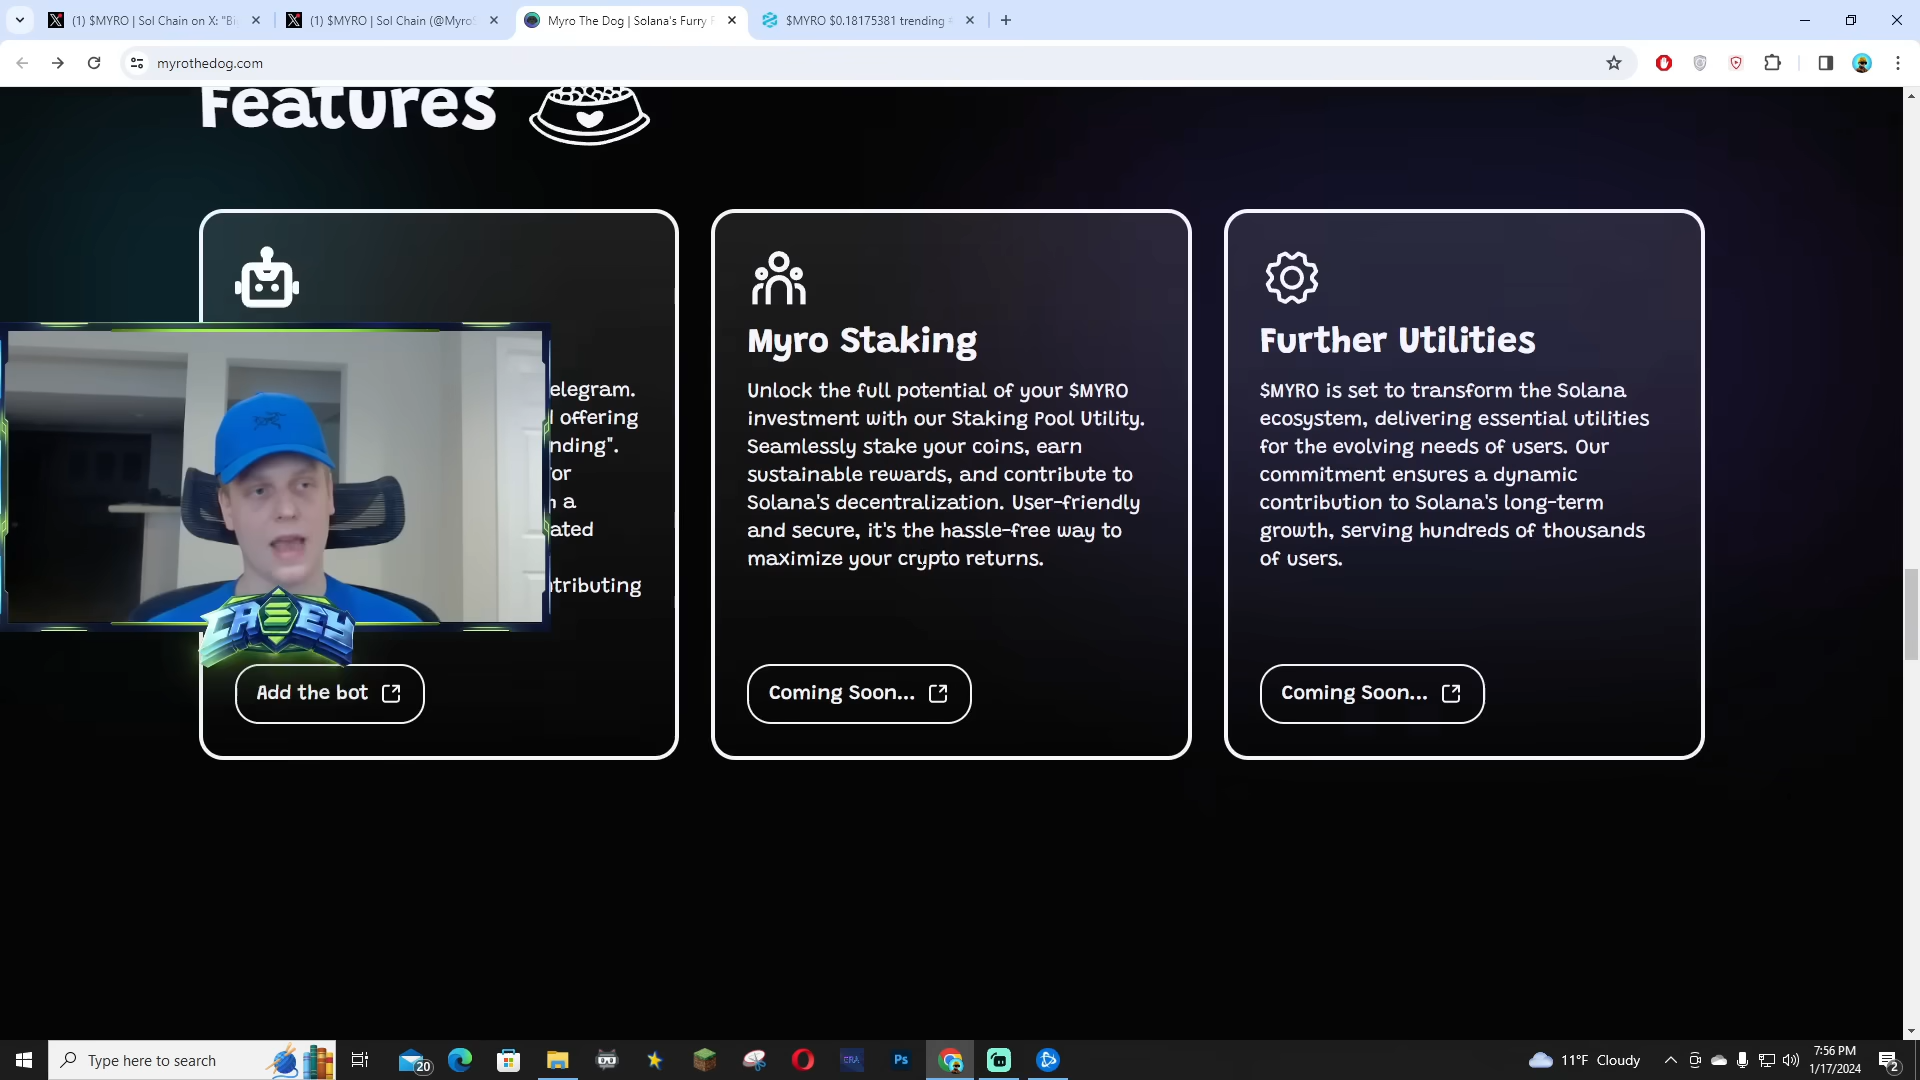 (1) $MYRO | Sol Chain on X: "Bi
(1) $MYRO | Sol Chain (@MyroS
Myro The Dog | Solana's Furry F
$MYRO $0.18175381 trending
myrothedog.com
Features
elegram.
l offering
nding".
or
a
ated
tributing
Add the bot
Myro Staking
Unlock the full potential of your $MYRO
investment with our Staking Pool Utility.
Seamlessly stake your coins, earn
sustainable rewards, and contribute to
Solana's decentralization. User-friendly
and secure, it's the hassle-free way to
maximize your crypto returns.
Coming Soon...
Further Utilities
$MYRO is set to transform the Solana
ecosystem, delivering essential utilities
for the evolving needs of users. Our
commitment ensures a dynamic
contribution to Solana's long-term
growth, serving hundreds of thousands
of users.
Coming Soon...
CASEY
Type here to search
20
CRA
Ps
11°F Cloudy
7:56 PM
1/17/2024
2